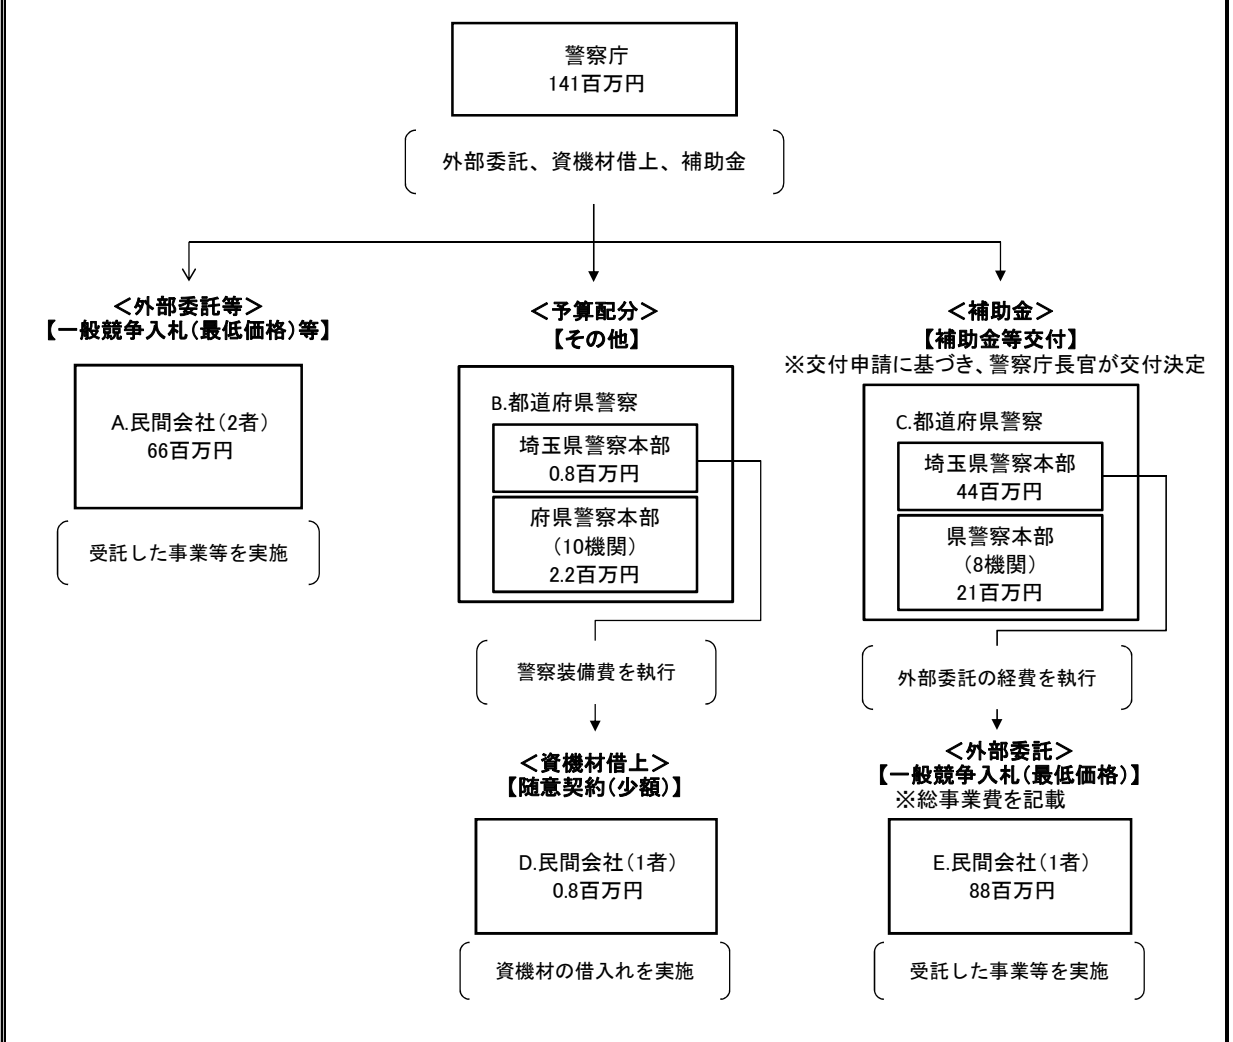 警察庁
141百万円
外部委託、資機材借上、補助金
＜外部委託等＞
【一般競争入札（最低価格）等】
A.民間会社（2者）
66百万円
受託した事業等を実施
＜予算配分＞
【その他】
B.都道府県警察
埼玉県警察本部
0.8百万円
府県警察本部
（10機関）
2.2百万円
警察装備費を執行
＜資機材借上＞
【随意契約（少額）】
D.民間会社（1者）
0.8百万円
資機材の借入れを実施
＜補助金＞
【補助金等交付】
※交付申請に基づき、警察庁長官が交付決定
C.都道府県警察
埼玉県警察本部
44百万円
県警察本部
（8機関）
21百万円
外部委託の経費を執行
＜外部委託＞
【一般競争入札（最低価格）】
※総事業費を記載
E.民間会社（1者）
88百万円
受託した事業等を実施